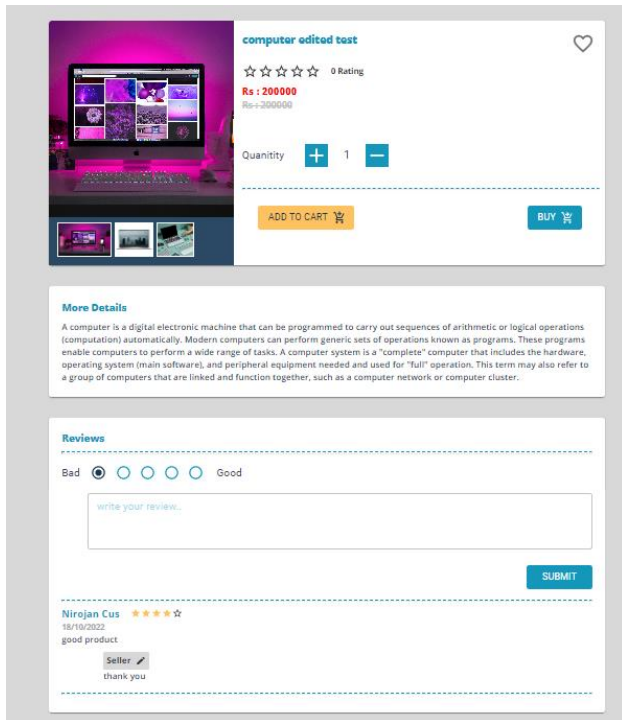 computer edited test
0 Rating
Rs : 200000
Rs : 200000
Quanitity + 1 —
ADD TO CART
BUY
More Details
A computer is a digital electronic machine that can be programmed to carry out sequences of arithmetic or logical operations
(computation) automatically. Modern computers can perform generic sets of operations known as programs. These programs
enable computers to perform a wide range of tasks. A computer system is a "complete" computer that includes the hardware,
operating system (main software), and peripheral equipment needed and used for "full" operation. This term may also refer to
a group of computers that are linked and function together, such as a computer network or computer cluster.
Reviews
Bad Good
write your review..
SUBMIT
Nirojan Cus
18/10/2022
good product
Seller
thank you